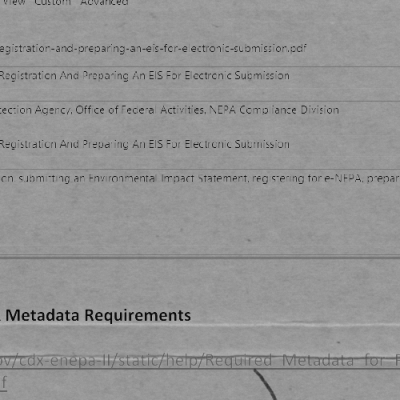 View Custom Advanced
egistration-and-preparing-an-eis-for-electronic-submission.pdf
Registration And Preparing An EIS For Electronic Submission
tection Agency, Office of Federal Activities, NEPA Compliance Division
Registration And Preparing An EIS For Electronic Submission
on, submitting an Environmental Impact Statement, registering for e-NEPA, prepar
Metadata Requirements
ov/cdx-enepa-II/static/help/Required_Metadata_for_
f